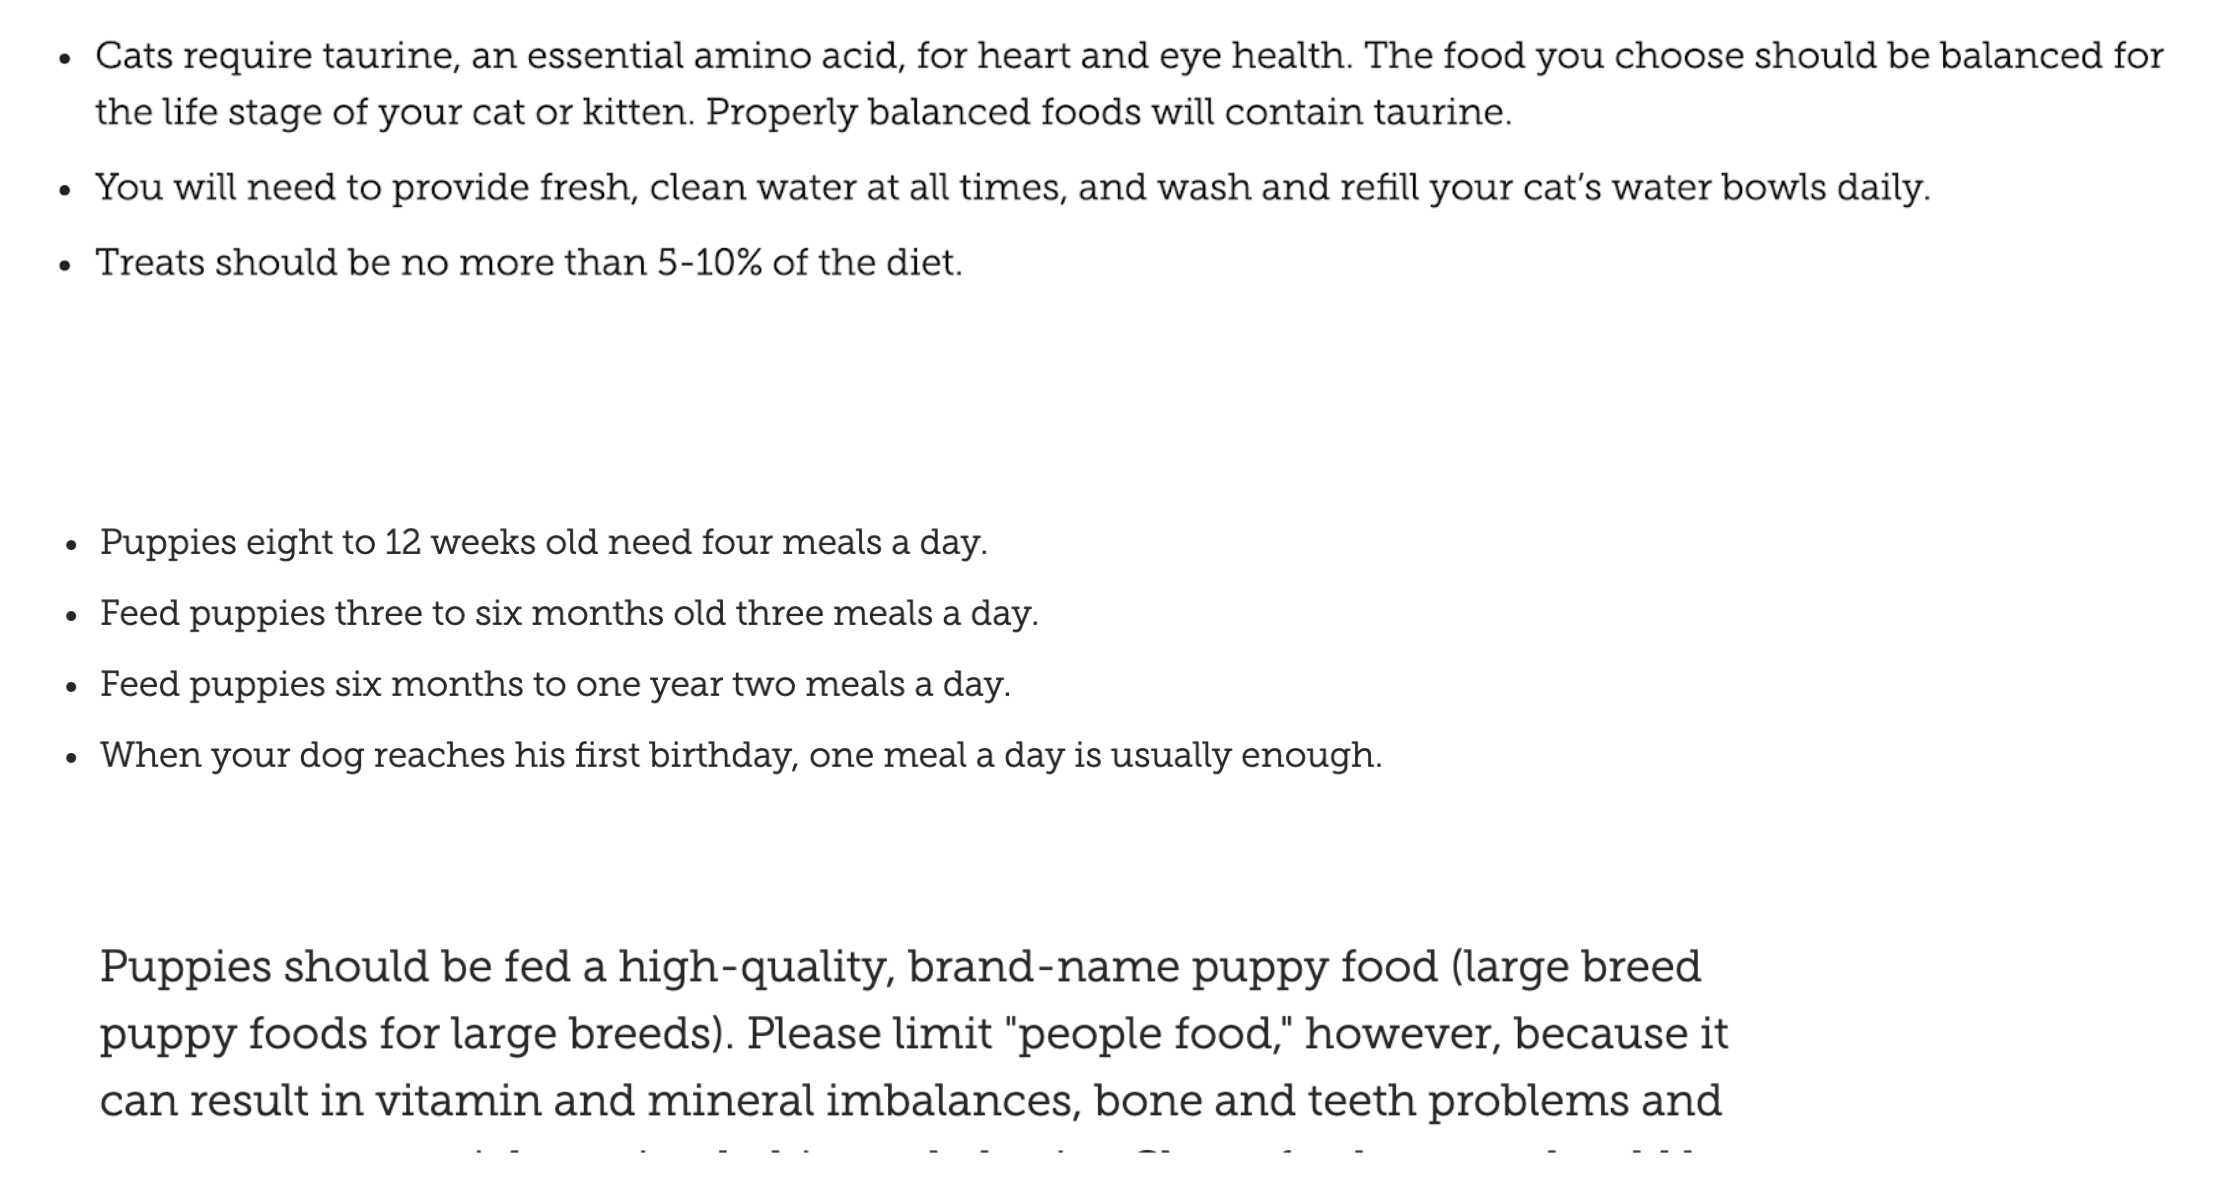 • Cats require taurine, an essential amino acid, for heart and eye health. The food you choose should be balanced for
the life stage of your cat or kitten. Properly balanced foods will contain taurine.
• You will need to provide fresh, clean water at all times, and wash and refill your cat’s water bowls daily.
• Treats should be no more than 5-10% of the diet.
• Puppies eight to 12 weeks old need four meals a day.
• Feed puppies three to six months old three meals a day.
• Feed puppies six months to one year two meals a day.
• When your dog reaches his first birthday, one meal a day is usually enough.
Puppies should be fed a high-quality, brand-name puppy food (large breed
puppy foods for large breeds). Please limit "people food," however, because it
can result in vitamin and mineral imbalances, bone and teeth problems and